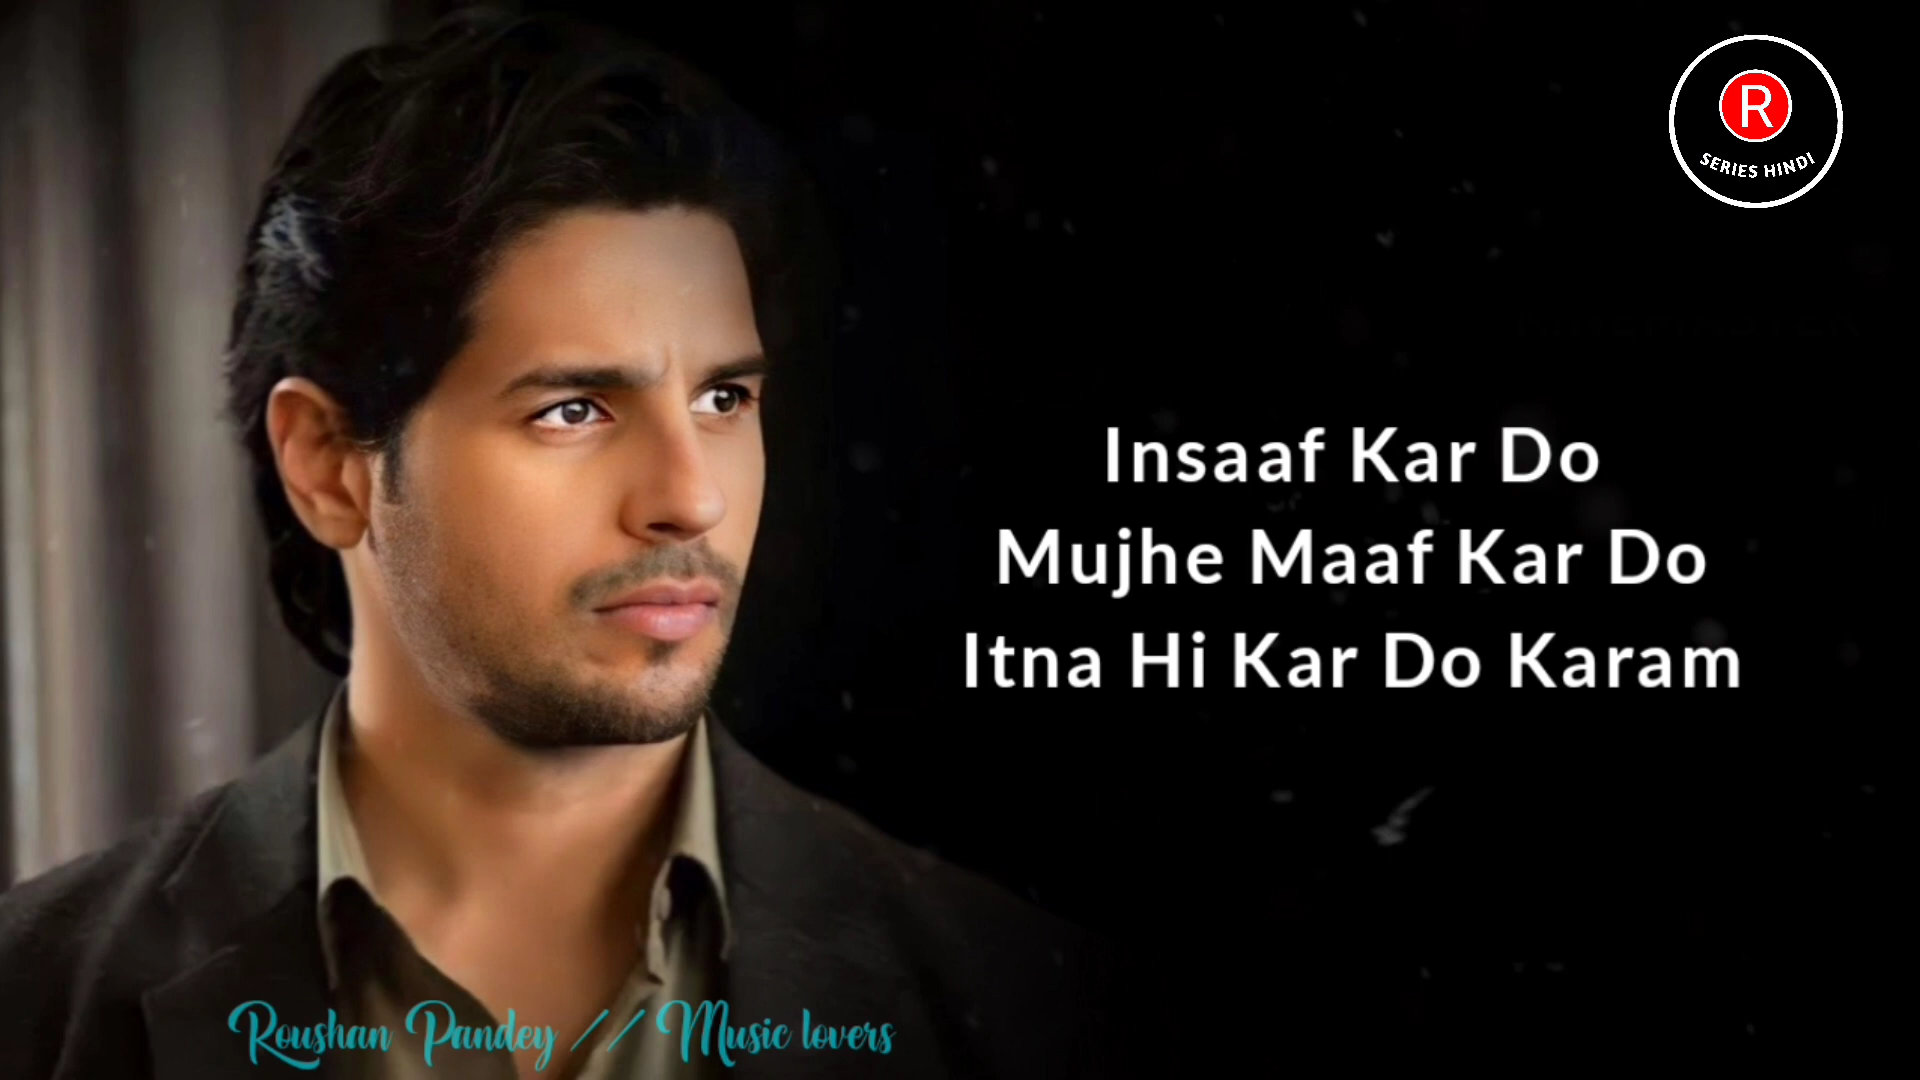 R
SERIES HINDI
Insaaf Kar Do
Mujhe Maaf Kar Do
Itna Hi Kar Do Karam
Roushan Pandey // Music lovers